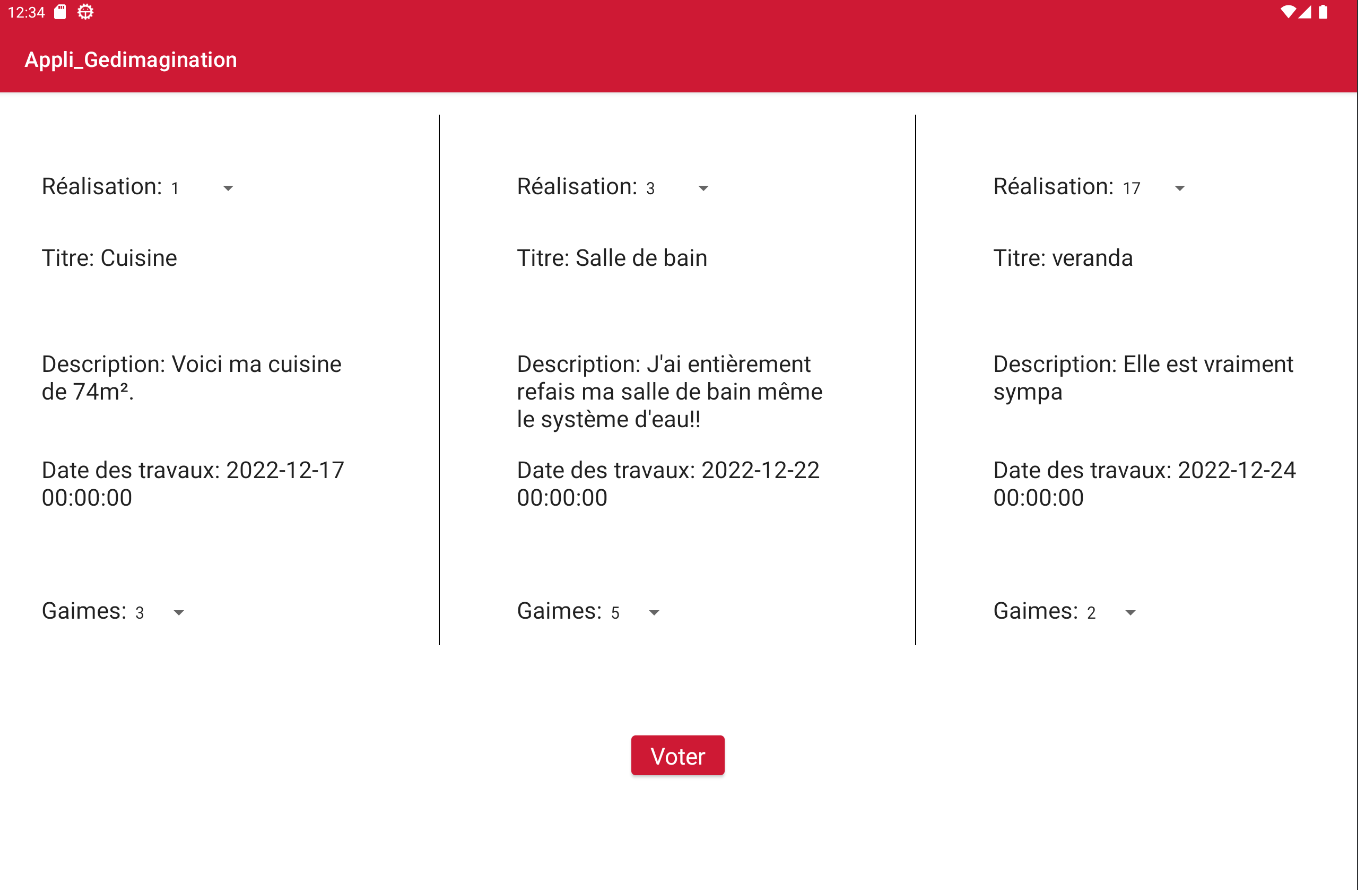 12:34
Appli_Gedimagination
Réalisation: 1
Titre: Cuisine
Description: Voici ma cuisine
de 74m².
Date des travaux: 2022-12-17
00:00:00
Gaimes: 3
Réalisation: 3
Titre: Salle de bain
Description: J'ai entièrement
refais ma salle de bain même
le système d'eau!!
Date des travaux: 2022-12-22
00:00:00
Gaimes: 5
Réalisation: 17
Titre: veranda
Description: Elle est vraiment
sympa
Date des travaux: 2022-12-24
00:00:00
Gaimes: 2
Voter